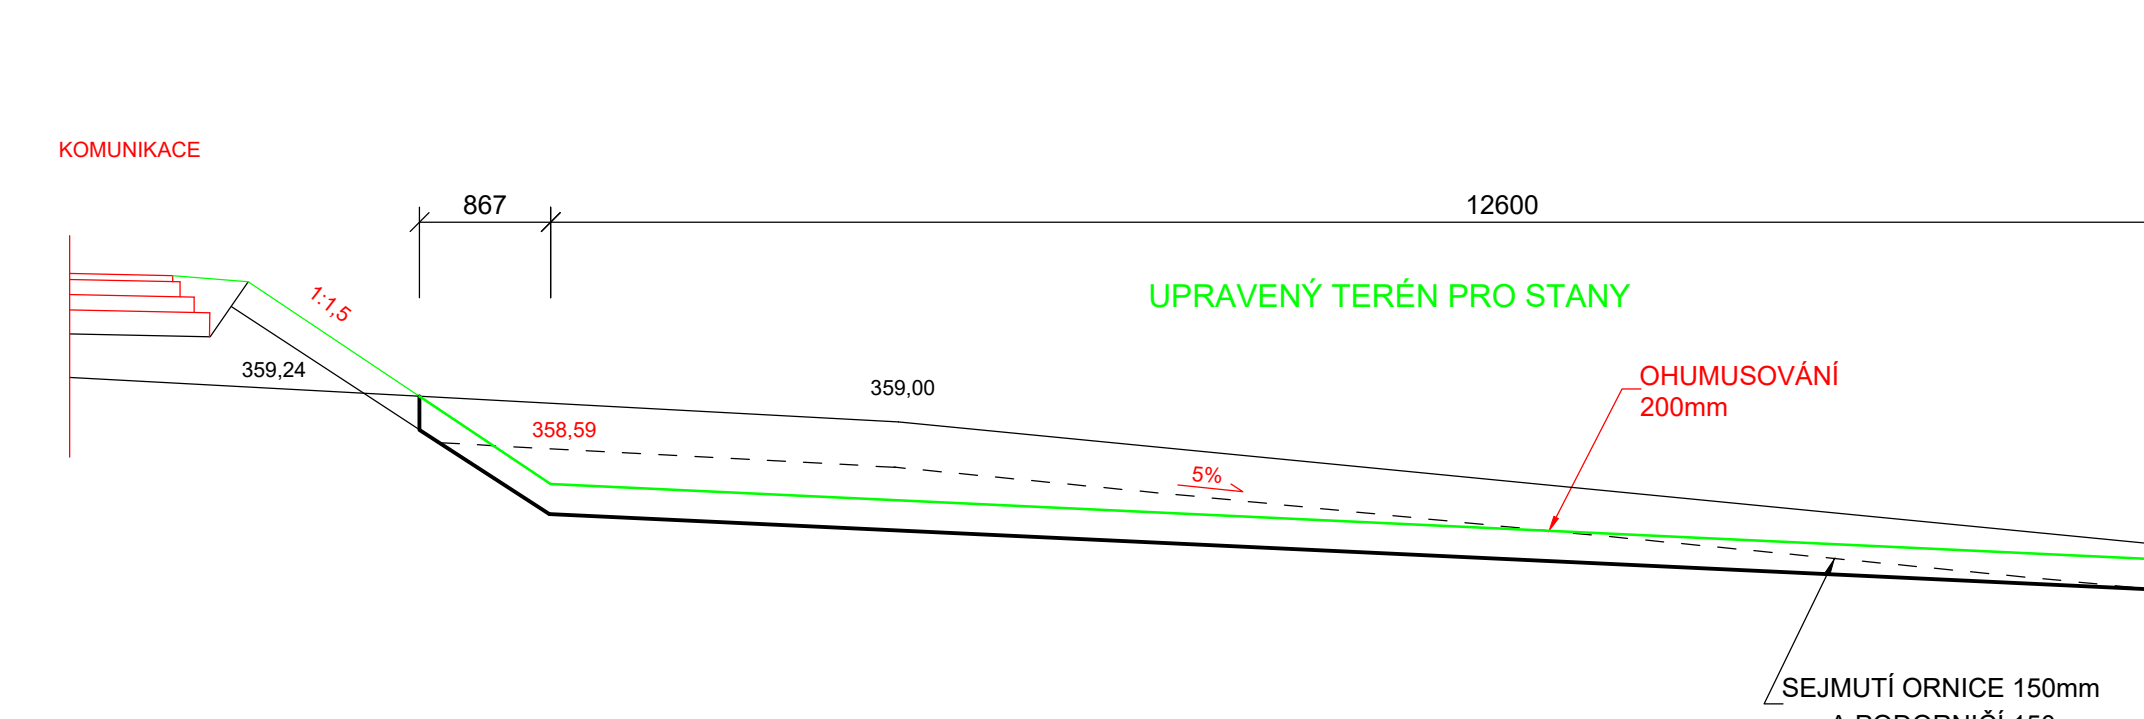 KOMUNIKACE
867
12600
UPRAVENÝ TERÉN PRO STANY
1:1,5
359,24
359,00
OHUMUSOVÁNÍ
200mm
358,59
5%
SEJMUTÍ ORNICE 150mm